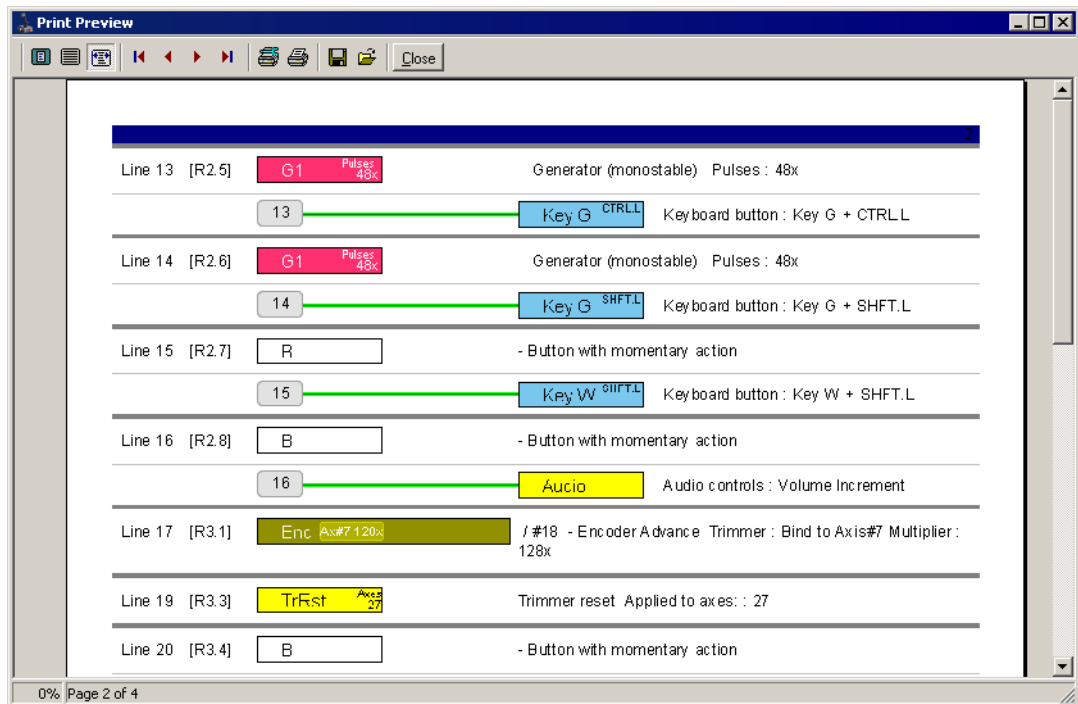 Print Preview
Close
2
Line 13 [R2.5] G1 Pulses 48x Generator (monostable) Pulses : 48x
13 Key G CTRL.L Keyboard button : Key G + CTRL.L
Line 14 [R2.6] G1 Pulses 48x Generator (monostable) Pulses : 48x
14 Key G SHFT.L Keyboard button : Key G + SHFT.L
Line 15 [R2.7] R - Button with momentary action
15 Key W SHFT.L Keyboard button : Key W + SHFT.L
Line 16 [R2.8] B - Button with momentary action
16 Aucio Audio controls : Volume Increment
Line 17 [R3.1] Enc Ax#7 120x / #18 - Encoder Advance Trimmer : Bind to Axis#7 Multiplier :
128x
Line 19 [R3.3] TrRst Axes 27 Trimmer reset Applied to axes: : 27
Line 20 [R3.4] B - Button with momentary action
0% Page 2 of 4